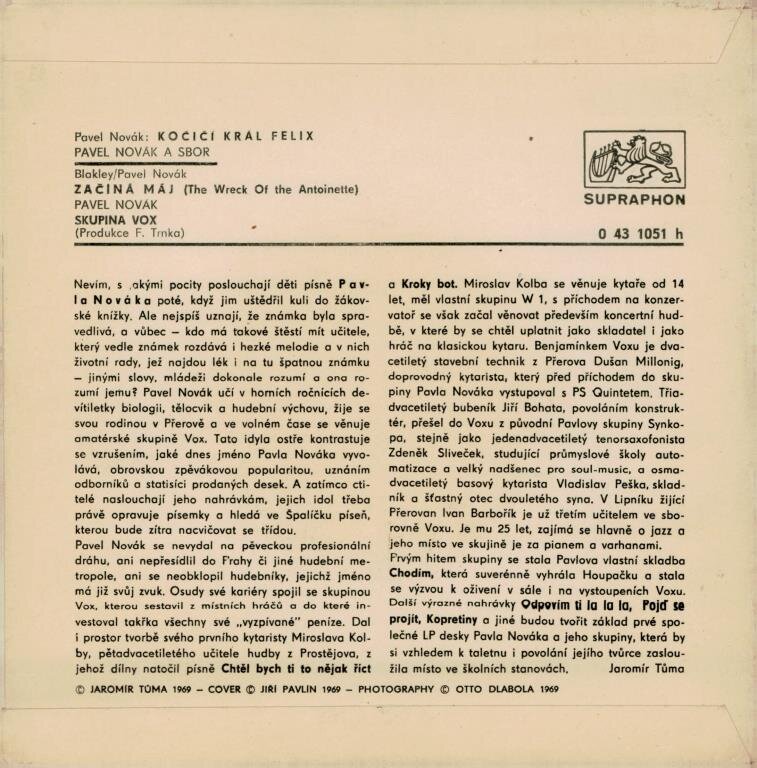 Pavel Novák: KOČIČÍ KRÁL FELIX
PAVEL NOVÁK A SBOR
Blakley/Pavel Novák
ZAČÍNÁ MÁJ (The Wreck Of the Antoinette)
PAVEL NOVÁK
SKUPINA VOX
(Produkce F. Trnka)
SUPRAPHON
0 43 1051 h
Nevím, s akými pocity poslouchají děti písně Pav-
la Nováka poté, když jim uštědřil kuli do žákov-
ské knížky. Ale nejspíš uznají, že známka byla spra-
vedlivá, a vůbec — kdo má takové štěstí mít učitele,
který vedle známek rozdává i hezké melodie a v nich
životní rady, jež najdou lék i na tu špatnou známku
— jinými slovy, mládeži dokonale rozumí a ona ro-
zumí jemu? Pavel Novák učí v horních ročnících de-
vítiletky biologii, tělocvik a hudební výchovu, žije se
svou rodinou v Přerově a ve volném čase se věnuje
amatérské skupině Vox. Tato idyla ostře kontrastuje
se vzrušením, jaké dnes jméno Pavla Nováka vyvo-
lává, obrovskou zpěvákovou popularitou, uznáním
odborníků a statisíci prodaných desek. A zatímco cti-
telé naslouchají jeho nahrávkám, jejich idol třeba
právě opravuje písemky a hledá ve Špalíčku píseň,
kterou bude zítra nacvičovat se třídou.
Pavel Novák se nevydal na pěveckou profesionální
dráhu, ani nepřesídlil do Prahy či jiné hudební me-
tropole, ani se neobklopil hudebníky, jejichž jméno
má již svůj zvuk. Osudy své kariéry spojil se skupinou
Vox, kterou sestavil z místních hráčů a do které in-
vestoval takřka všechny své „vyzpívané" peníze. Dal
i prostor tvorbě svého prvního kytaristy Miroslava Kol-
by, pětadvacetiletého učitele hudby z Prostějova, z
jehož dílny natočil písně Chtěl bych ti to nějak říct
a Kroky bot. Miroslav Kolba se věnuje kytaře od 14
let, měl vlastní skupinu W 1, s příchodem na konzer-
vatoř se však začal věnovat především koncertní hud-
bě, v které by se chtěl uplatnit jako skladatel i jako
hráč na klasickou kytaru. Benjamínkem Voxu je dva-
cetiletý stavební technik z Přerova Dušan Millonig,
doprovodný kytarista, který před příchodem do sku-
piny Pavla Nováka vystupoval s PS Quintetem. Třia-
dvacetiletý bubeník Jiří Bohata, povoláním konstruk-
tér, přešel do Voxu z původní Pavlovy skupiny Synko-
pa, stejně jako jedenadvacetiletý tenorsaxofonista
Zdeněk Sliveček, studující průmyslové školy auto-
matizace a velký nadšenec pro soul-music, a osma-
dvacetiletý basový kytarista Vladislav Peška, sklad-
ník a šťastný otec dvouletého syna. V Lipníku žijící
Přerovan Ivan Barbořík je už třetím učitelem ve sbo-
rovně Voxu. Je mu 25 let, zajímá se hlavně o jazz a
jeho místo ve skujině je za pianem a varhanami.
Prvým hitem skupiny se stala Pavlova vlastní skladba
Chodím, která suverénně vyhrála Houpačku a stala
se výzvou k oživení v sále i na vystoupeních Voxu.
Další výrazné nahrávky Odpovím ti la la la, Pojď se
projít, Kopretiny a jiné budou tvořit základ prvé spo-
lečné LP desky Pavla Nováka a jeho skupiny, která by
si vzhledem k taletnu i povolání jejího tvůrce zaslou-
žila místo ve školních stanovách. Jaromír Tůma
© JAROMÍR TŮMA 1969 — COVER © JIŘÍ PAVLÍN 1969 — PHOTOGRAPHY © OTTO DLABOLA 1969